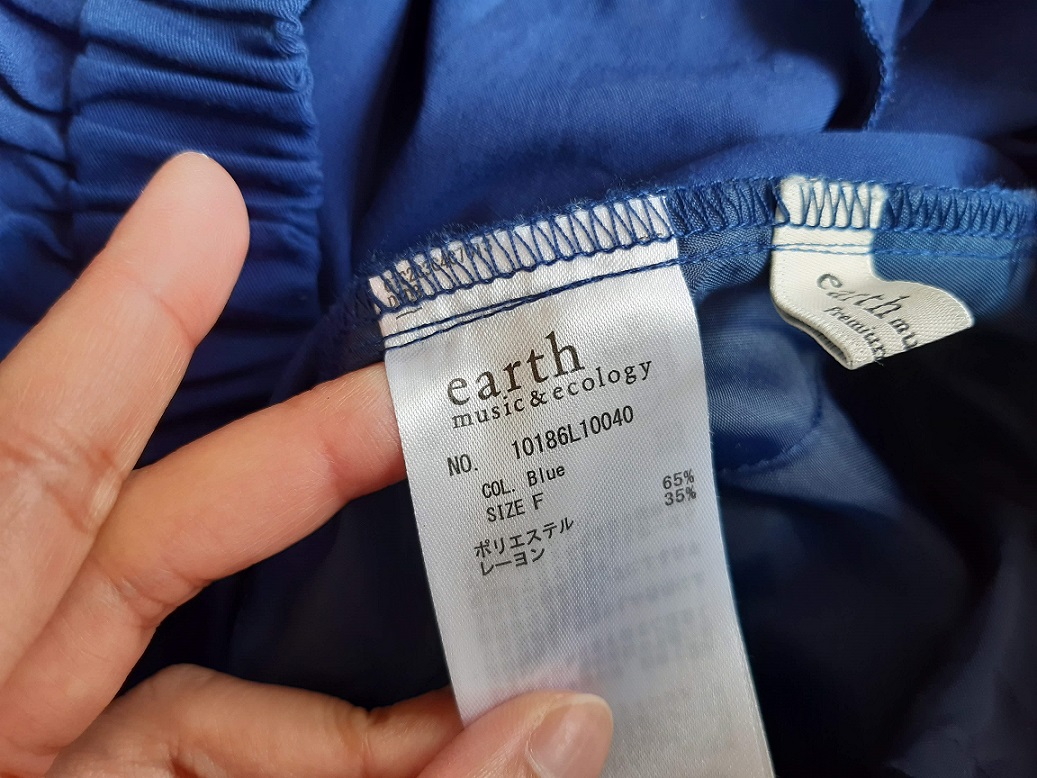 earth
music&ecology
NO. 10186L10040
COL. Blue
SIZE F
ポリエステル 65%
レーヨン 35%
earth